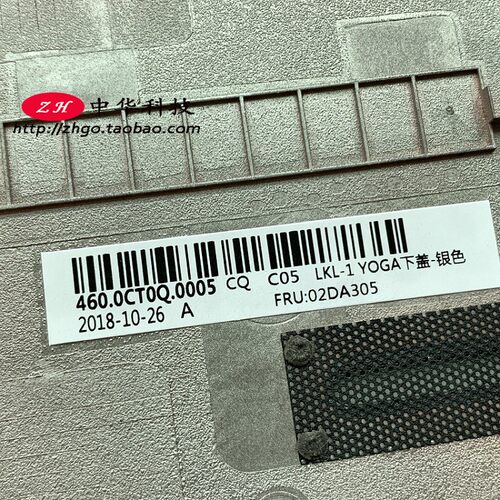 ZH 中华科技
http://zhgo.taobao.com
460.0CT0Q.0005 CQ C05 LKL-1 YOGA下盖-银色
2018-10-26 A FRU:02DA305